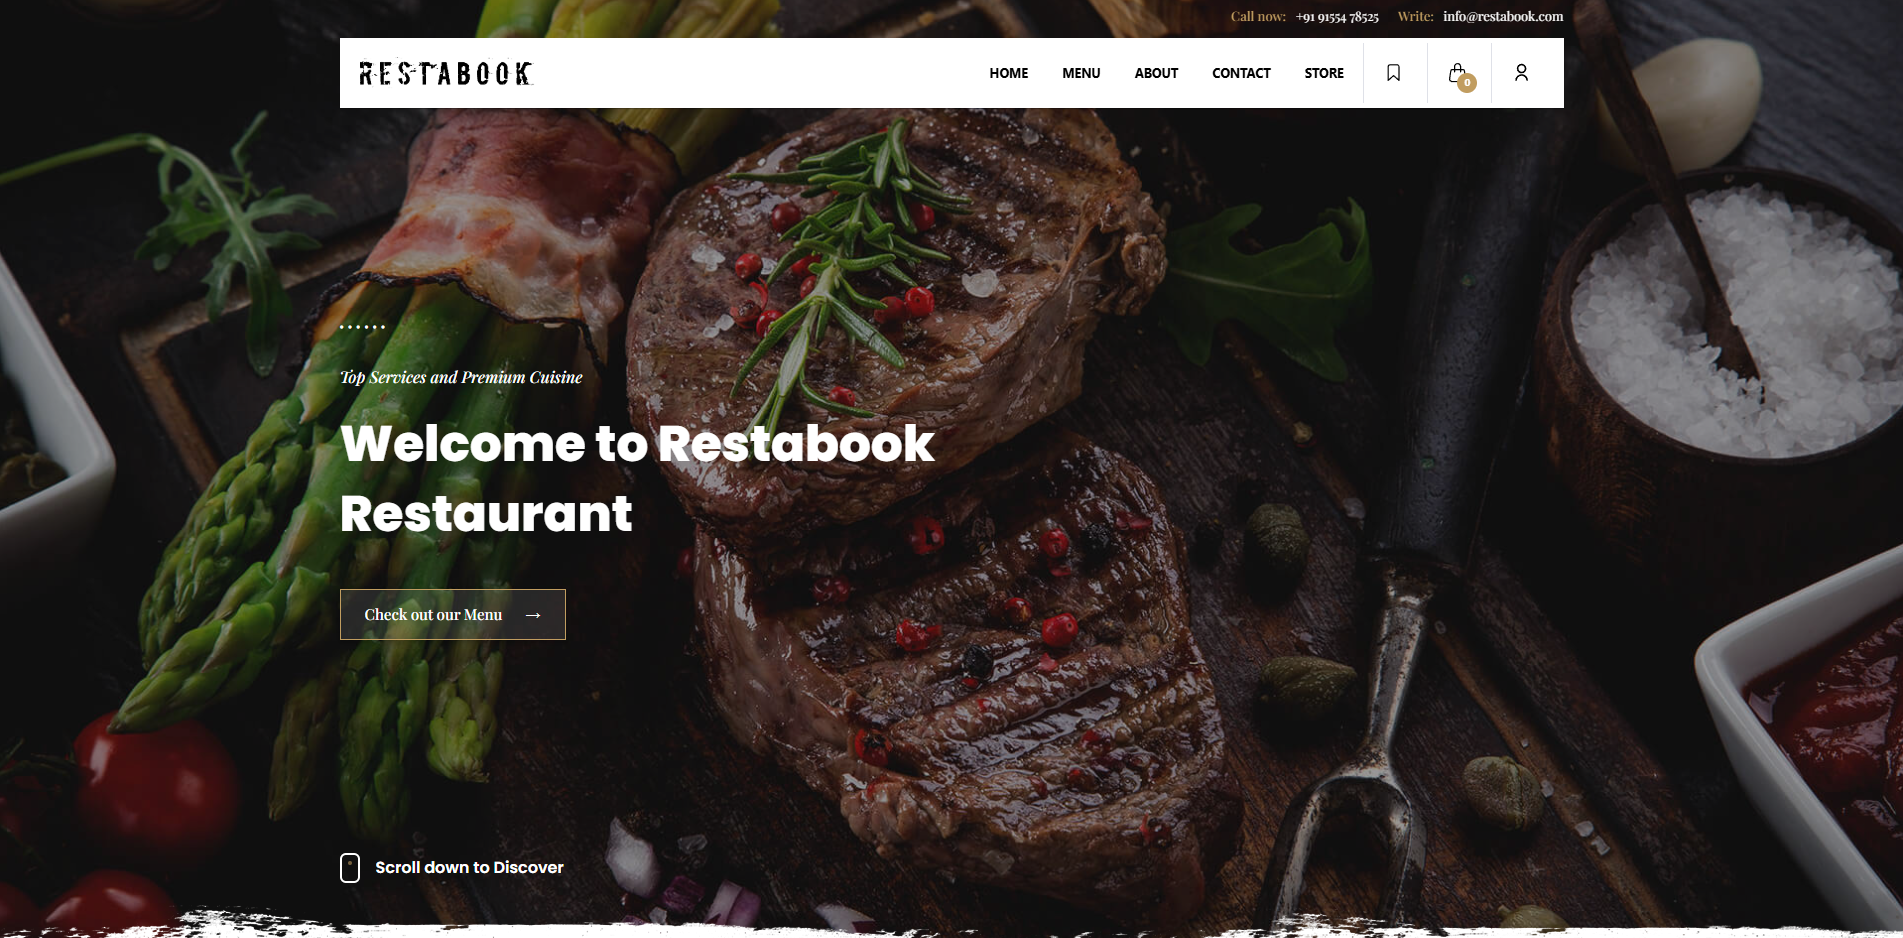 Call now: +91 91554 78525 Write: info@restabook.com
RESTABOOK HOME MENU ABOUT CONTACT STORE 0
Top Services and Premium Cuisine
Welcome to Restabook
Restaurant
Check out our Menu →
Scroll down to Discover